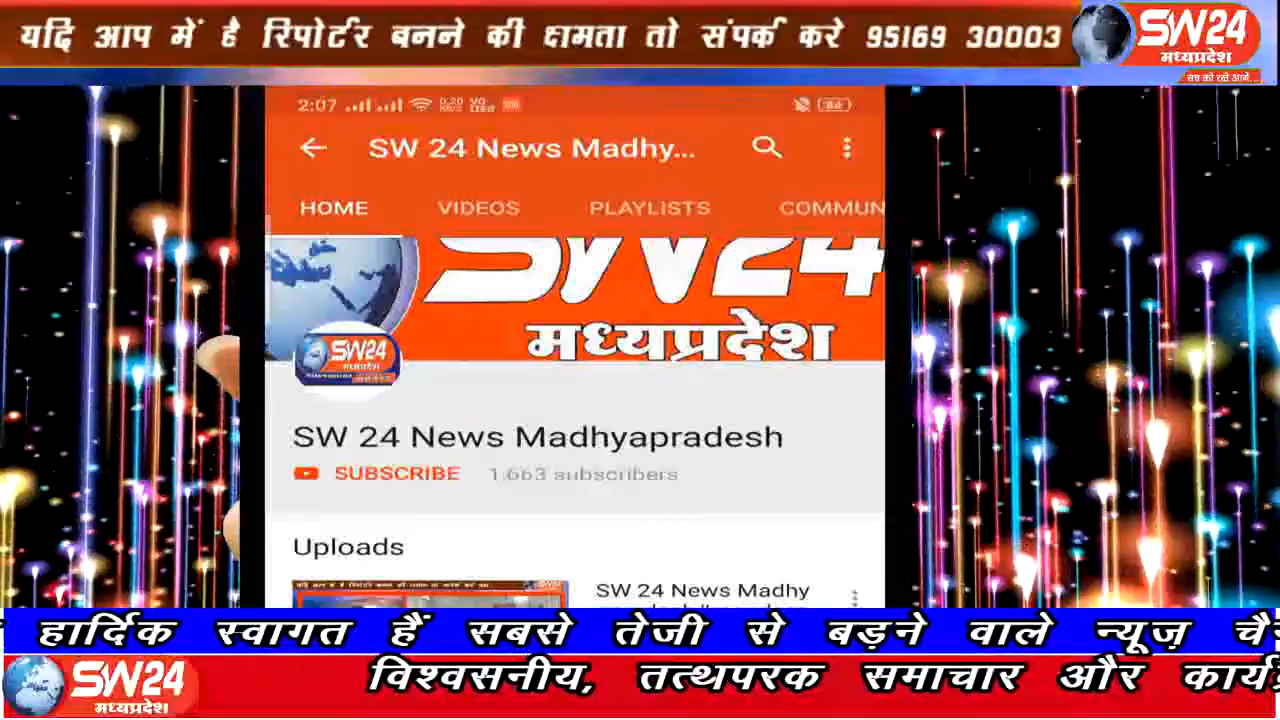 यदि आप में है रिपोर्टर बनने की क्षमता तो संपर्क करे 95169 30003
SW24
मध्यप्रदेश
2:07
SW 24 News Madhy...
HOME VIDEOS PLAYLISTS COMMUN
SW24
मध्यप्रदेश
SW24
मध्यप्रदेश
SW 24 News Madhyapradesh
SUBSCRIBE 1,663 subscribers
Uploads
SW 24 News Madhy
हार्दिक स्वागत हैं सबसे तेजी से बड़ने वाले न्यूज़
विश्वसनीय, तत्थपरक समाचार और
SW24
मध्यप्रदेश